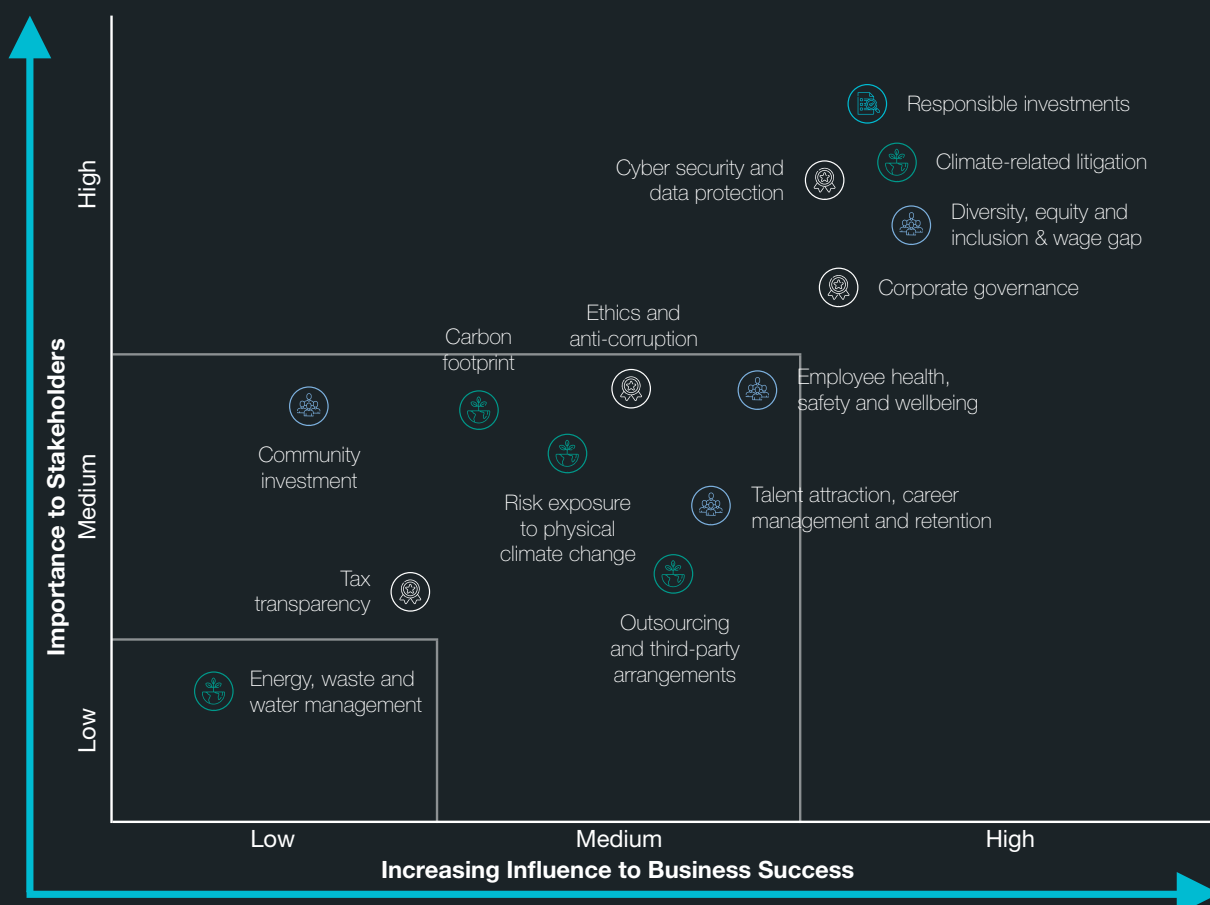 Responsible investments
Cyber security and
data protection
Climate-related litigation
Diversity, equity and
inclusion & wage gap
Corporate governance
Ethics and
anti-corruption
Carbon
footprint
Employee health,
safety and wellbeing
Community
investment
Risk exposure
to physical
climate change
Talent attraction, career
management and retention
Tax
transparency
Outsourcing
and third-party
arrangements
Energy, waste and
water management
Importance to Stakeholders
High
Medium
Low
Low
Medium
High
Increasing Influence to Business Success